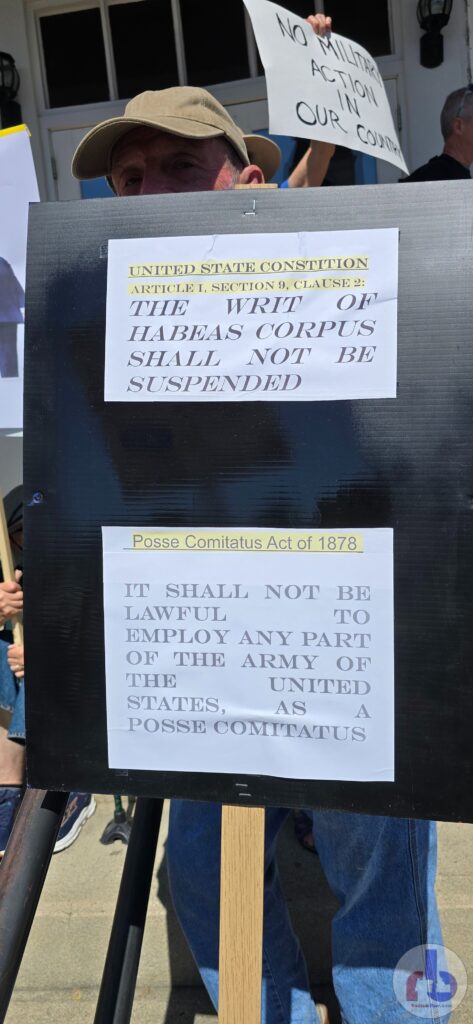 NO MILITARY
ACTION
IN
OUR COUNTRY
UNITED STATE CONSTITION
ARTICLE I, SECTION 9, CLAUSE 2:
THE WRIT OF
HABEAS CORPUS
SHALL NOT BE
SUSPENDED
Posse Comitatus Act of 1878
IT SHALL NOT BE
LAWFUL TO
EMPLOY ANY PART
OF THE ARMY OF
THE UNITED
STATES, AS A
POSSE COMITATUS
rb